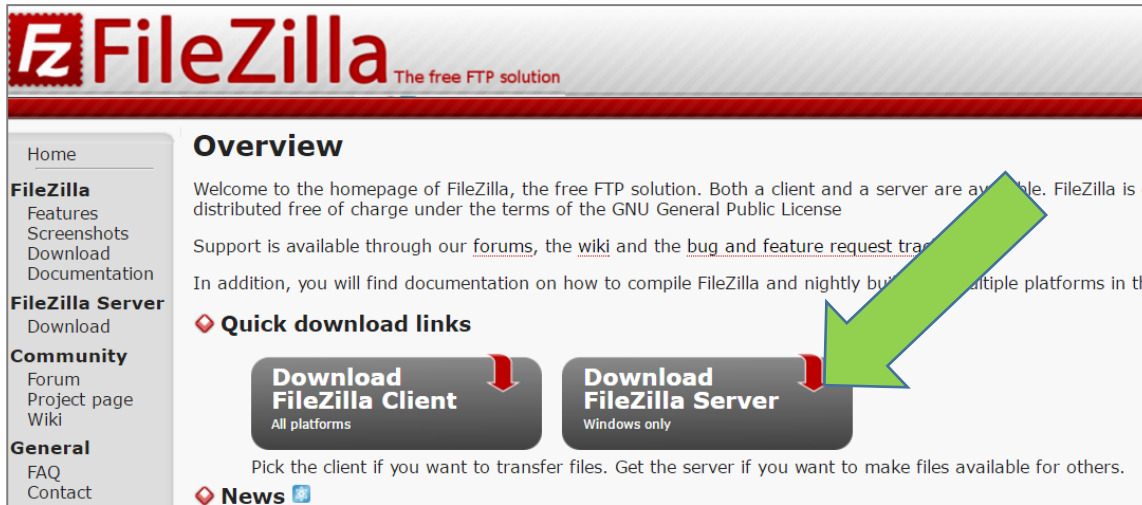 Fz FileZilla The free FTP solution
Home
FileZilla
Features
Screenshots
Download
Documentation
FileZilla Server
Download
Community
Forum
Project page
Wiki
General
FAQ
Contact
Overview
Welcome to the homepage of FileZilla, the free FTP solution. Both a client and a server are FileZilla is
distributed free of charge under the terms of the GNU General Public License
Support is available through our forums, the wiki and the bug and feature request
In addition, you will find documentation on how to compile FileZilla and nightly platforms in
Quick download links
Download
FileZilla Client
All platforms
Download
FileZilla Server
Windows only
Pick the client if you want to transfer files. Get the server if you want to make files available for others.
News